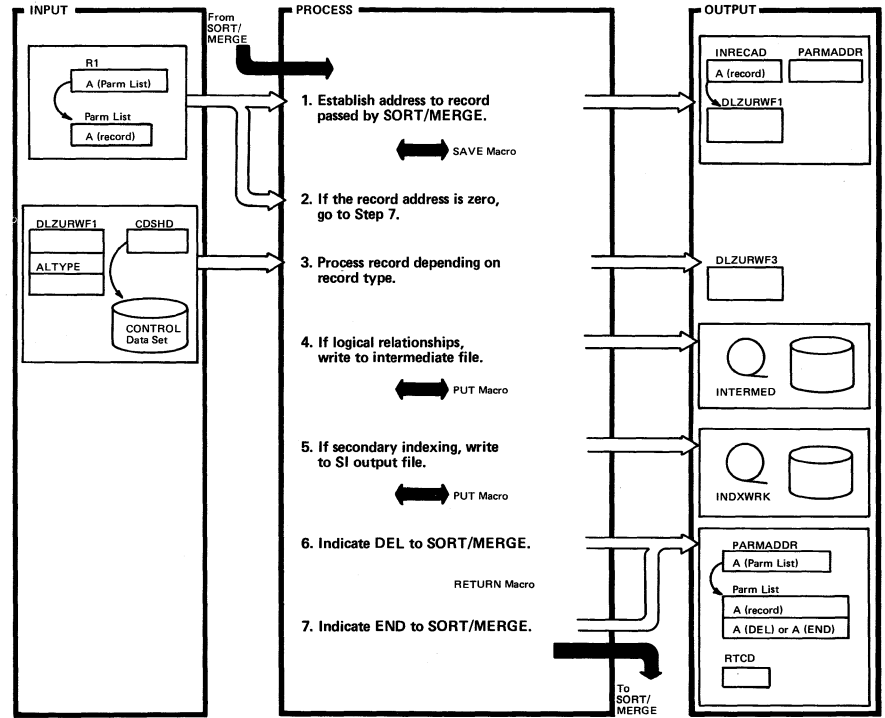 INPUT
From
SORT/
MERGE
R1
A (Parm List)
Parm List
A (record)
DLZURWF1
CDSHD
ALTYPE
CONTROL
Data Set
PROCESS
1. Establish address to record
passed by SORT/MERGE.
SAVE Macro
2. If the record address is zero,
go to Step 7.
3. Process record depending on
record type.
4. If logical relationships,
write to intermediate file.
PUT Macro
5. If secondary indexing, write
to SI output file.
PUT Macro
6. Indicate DEL to SORT/MERGE.
RETURN Macro
7. Indicate END to SORT/MERGE.
To
SORT/
MERGE
OUTPUT
INRECAD
PARMADDR
A (record)
DLZURWF1
DLZURWF3
INTERMED
INDXWRK
PARMADDR
A (Parm List)
Parm List
A (record)
A (DEL) or A (END)
RTCD